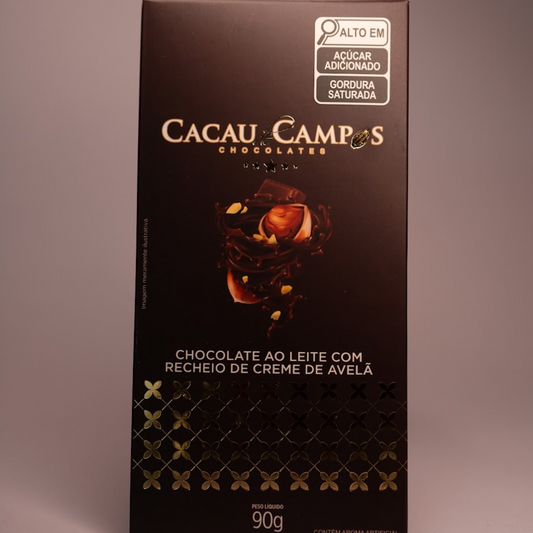 ALTO EM
AÇÚCAR
ADICIONADO
GORDURA
SATURADA
CACAU DE CAMPOS
CHOCOLATES
Imagem meramente ilustrativa.
CHOCOLATE AO LEITE COM
RECHEIO DE CREME DE AVELÃ
PESO LÍQUIDO
90g
CONTÉM AROMA ARTIFICIAL